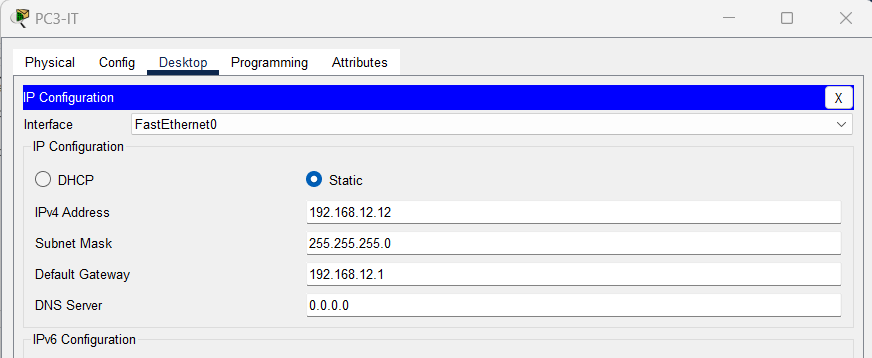 PC3-IT
Physical Config Desktop Programming Attributes
IP Configuration X
Interface FastEthernet0
IP Configuration
DHCP Static
IPv4 Address 192.168.12.12
Subnet Mask 255.255.255.0
Default Gateway 192.168.12.1
DNS Server 0.0.0.0
IPv6 Configuration